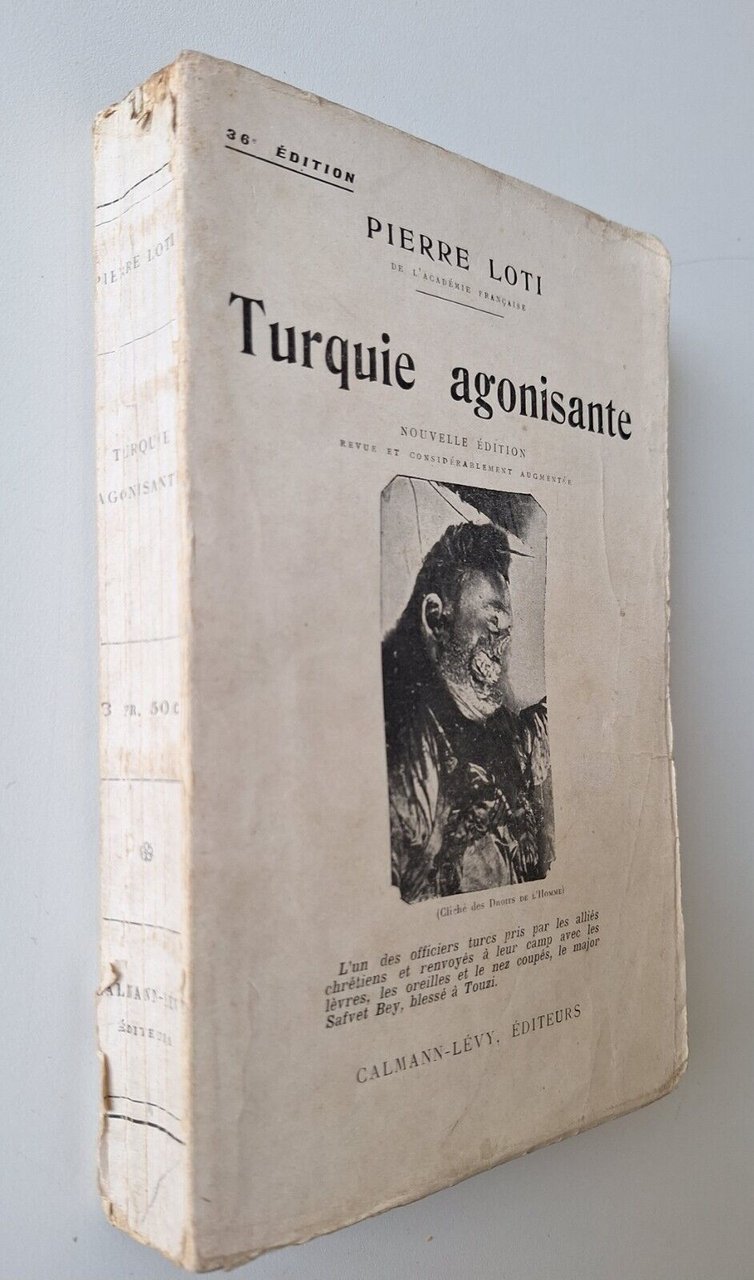 36e ÉDITION
PIERRE LOTI
DE L'ACADÉMIE FRANÇAISE
Turquie agonisante
NOUVELLE ÉDITION
REVUE ET CONSIDÉRABLEMENT AUGMENTÉE
(Cliché des Droits de l'Homme)
L'un des officiers turcs pris par les alliés
chrétiens et renvoyés à leur camp avec les
lèvres, les oreilles et le nez coupés, le major
Safvet Bey, blessé à Touzi.
CALMANN-LÉVY, ÉDITEURS
PIERRE LOTI
TURQUIE
AGONISANTE
3 FR. 50 C
CALMANN-LÉVY
ÉDITEURS